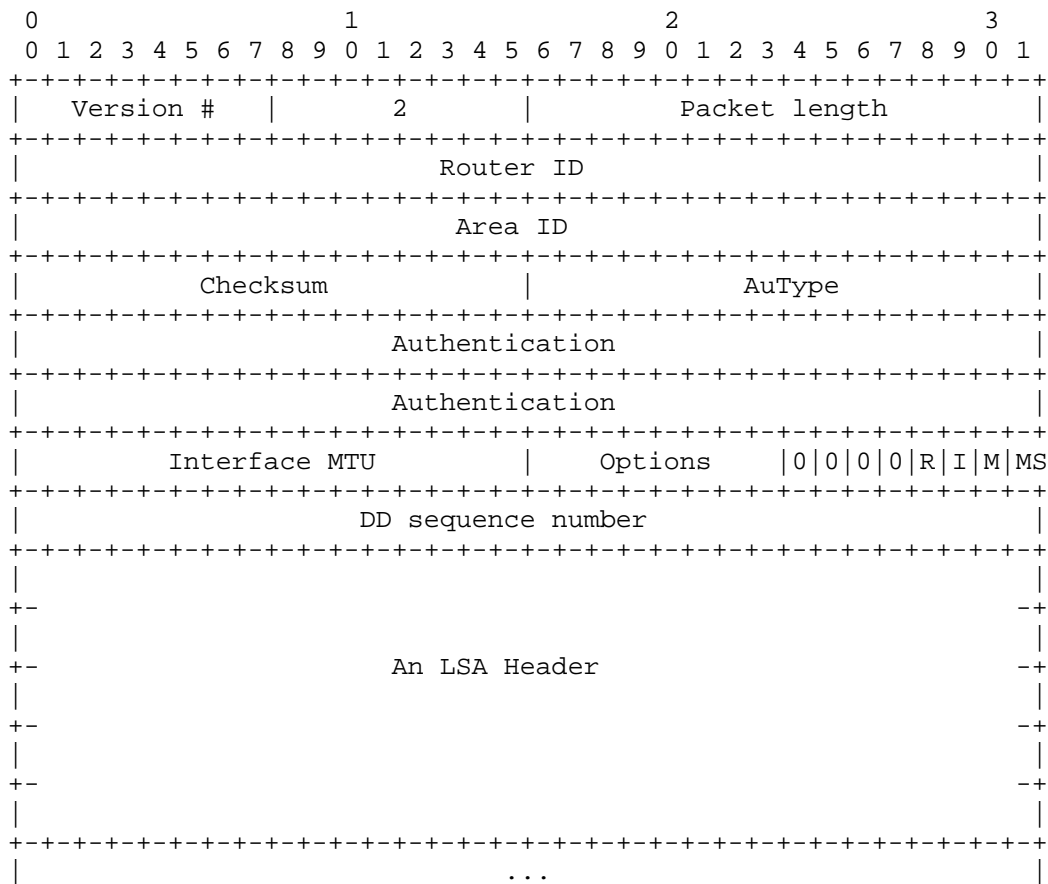 0                   1                   2                   3
 0 1 2 3 4 5 6 7 8 9 0 1 2 3 4 5 6 7 8 9 0 1 2 3 4 5 6 7 8 9 0 1
+-+-+-+-+-+-+-+-+-+-+-+-+-+-+-+-+-+-+-+-+-+-+-+-+-+-+-+-+-+-+-+-+
|   Version #   |       2       |         Packet length         |
+-+-+-+-+-+-+-+-+-+-+-+-+-+-+-+-+-+-+-+-+-+-+-+-+-+-+-+-+-+-+-+-+
|                          Router ID                            |
+-+-+-+-+-+-+-+-+-+-+-+-+-+-+-+-+-+-+-+-+-+-+-+-+-+-+-+-+-+-+-+-+
|                           Area ID                             |
+-+-+-+-+-+-+-+-+-+-+-+-+-+-+-+-+-+-+-+-+-+-+-+-+-+-+-+-+-+-+-+-+
|           Checksum            |             AuType            |
+-+-+-+-+-+-+-+-+-+-+-+-+-+-+-+-+-+-+-+-+-+-+-+-+-+-+-+-+-+-+-+-+
|                       Authentication                          |
+-+-+-+-+-+-+-+-+-+-+-+-+-+-+-+-+-+-+-+-+-+-+-+-+-+-+-+-+-+-+-+-+
|                       Authentication                          |
+-+-+-+-+-+-+-+-+-+-+-+-+-+-+-+-+-+-+-+-+-+-+-+-+-+-+-+-+-+-+-+-+
|         Interface MTU         |    Options    |0|0|0|0|R|I|M|MS
+-+-+-+-+-+-+-+-+-+-+-+-+-+-+-+-+-+-+-+-+-+-+-+-+-+-+-+-+-+-+-+-+
|                     DD sequence number                        |
+-+-+-+-+-+-+-+-+-+-+-+-+-+-+-+-+-+-+-+-+-+-+-+-+-+-+-+-+-+-+-+-+
|                                                               |
+-                                                             -+
|                                                               |
+-                      An LSA Header                          -+
|                                                               |
+-                                                             -+
|                                                               |
+-                                                             -+
|                                                               |
+-+-+-+-+-+-+-+-+-+-+-+-+-+-+-+-+-+-+-+-+-+-+-+-+-+-+-+-+-+-+-+-+
|                              ...                              |